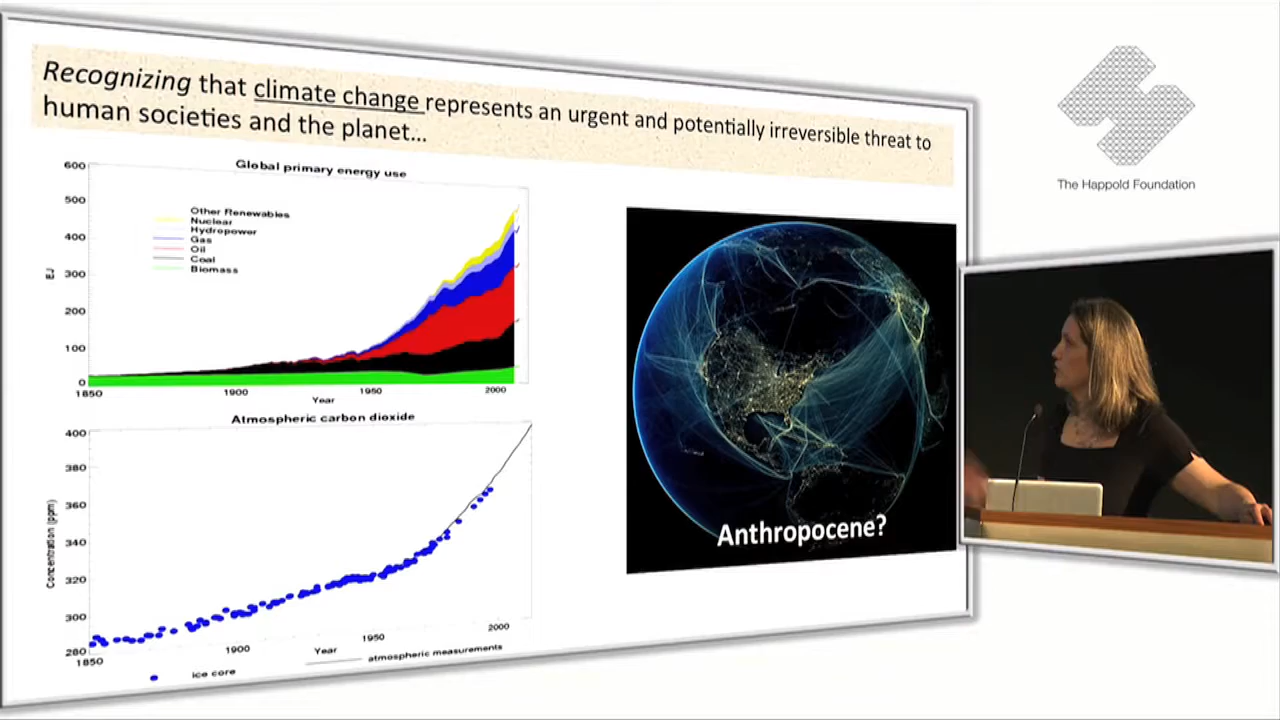 Recognizing that climate change represents an urgent and potentially irreversible threat to
human societies and the planet...
Global primary energy use
600
500
400
300
200
100
0
EJ
Other Renewables
Nuclear
Hydropower
Gas
Oil
Coal
Biomass
1850
1900
1950
2000
Year
Atmospheric carbon dioxide
400
380
360
340
320
300
280
Concentration (ppm)
1850
1900
1950
2000
Year
ice core
atmospheric measurements
Anthropocene?
The Happold Foundation